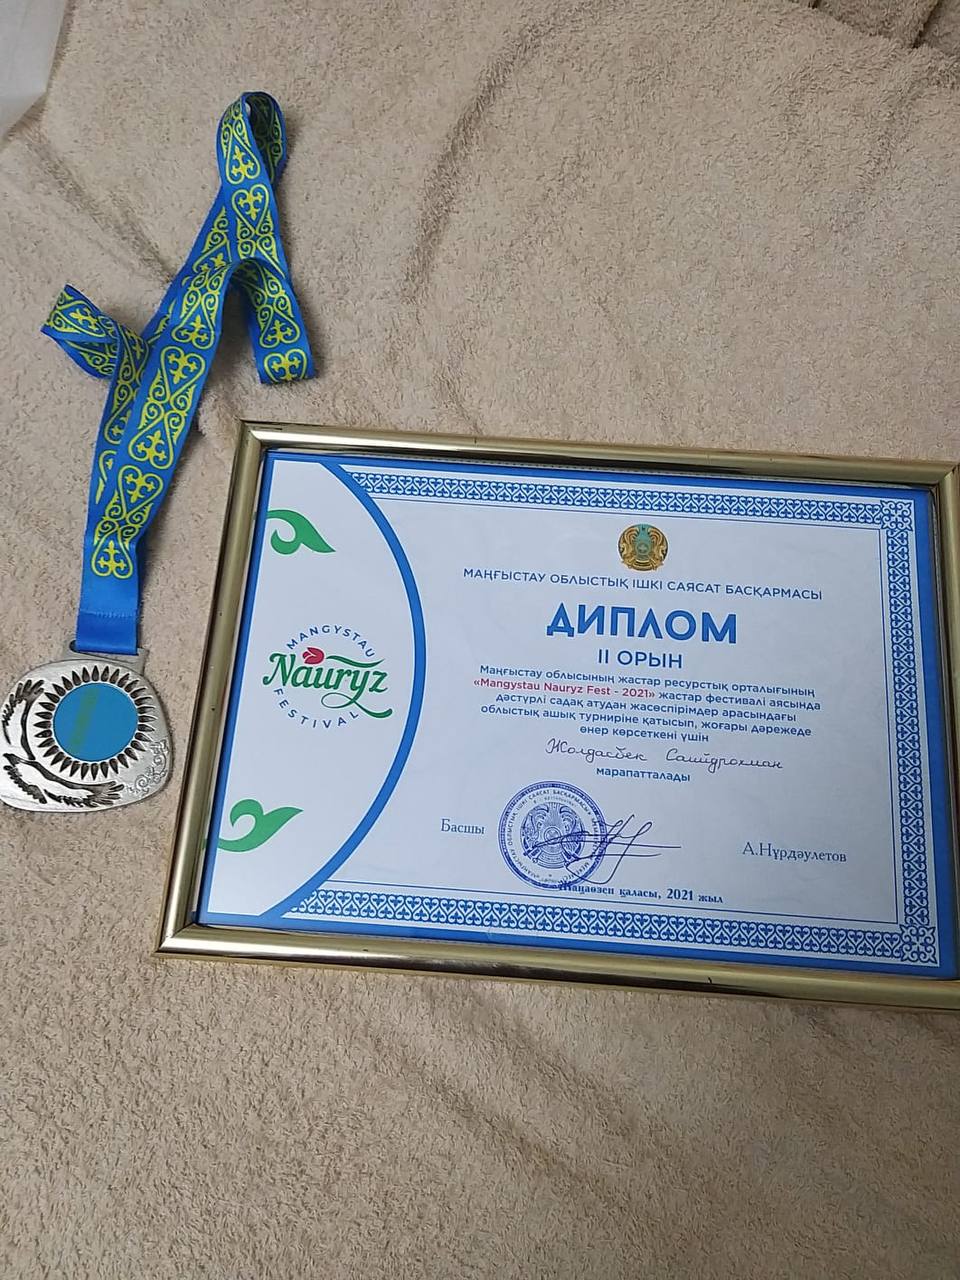 MANGYSTAU
Nauryz
FESTIVAL
МАҢҒЫСТАУ ОБЛЫСТЫҚ ІШКІ САЯСАТ БАСҚАРМАСЫ
ДИПЛОМ
II ОРЫН
Маңғыстау облысының жастар ресурстық орталығының
«Mangystau Nauryz Fest - 2021» жастар фестивалі аясында
дәстүрлі садақ атудан жасөспірімдер арасындағы
облыстық ашық турниріне қатысып, жоғары дәрежеде
өнер көрсеткені үшін
Жолдасбек Сайдрохман
марапатталады
Басшы
А.Нұрдәулетов
Жаңаөзен қаласы, 2021 жыл